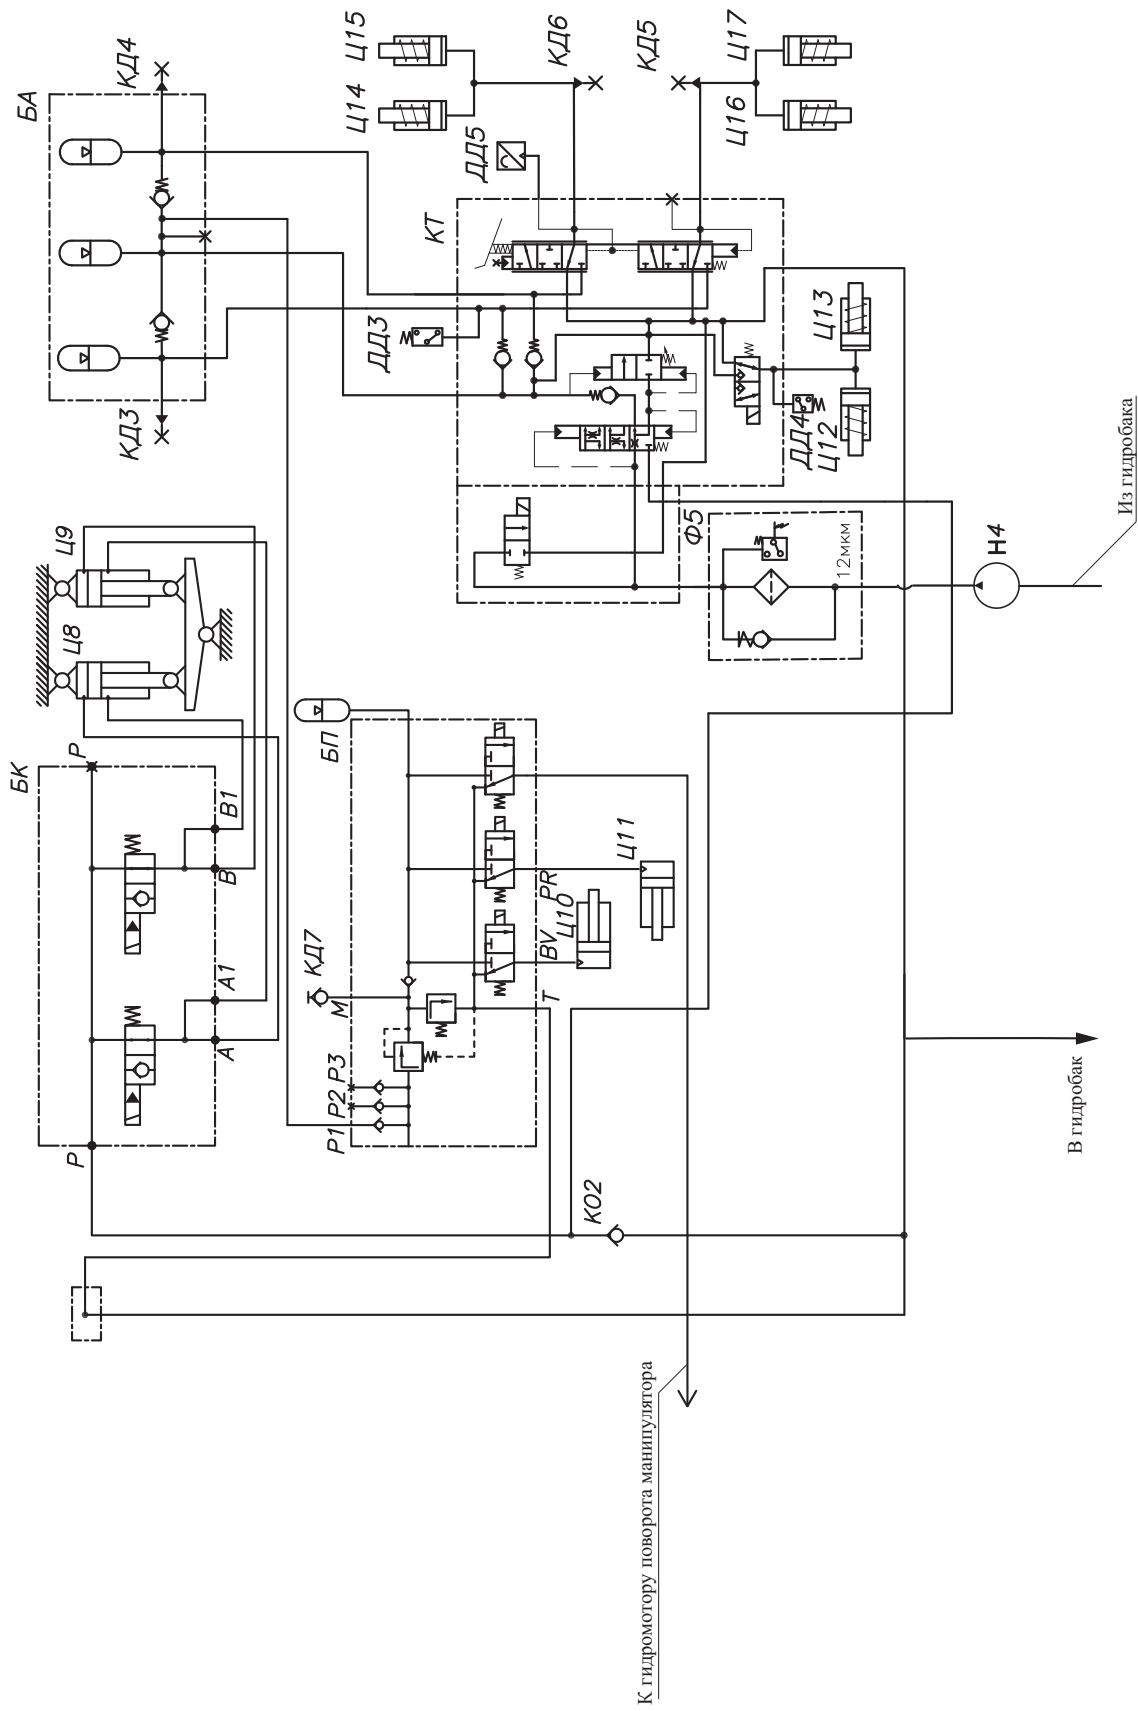 БА
КД4
Ц15
КД6
КД5
Ц17
Ц14
ДД5
Ц16
КТ
ДД3
Ц13
КД3
ДД4
Ц12
Из гидробака
Ц9
Ф5
12мкм
Н4
Ц8
БК
P
БП
B1
B
Ц11
PR
Ц10
BV
КД7
A1
A
M
T
P3
P2
P1
P
КО2
В гидробак
К гидромотору поворота манипулятора